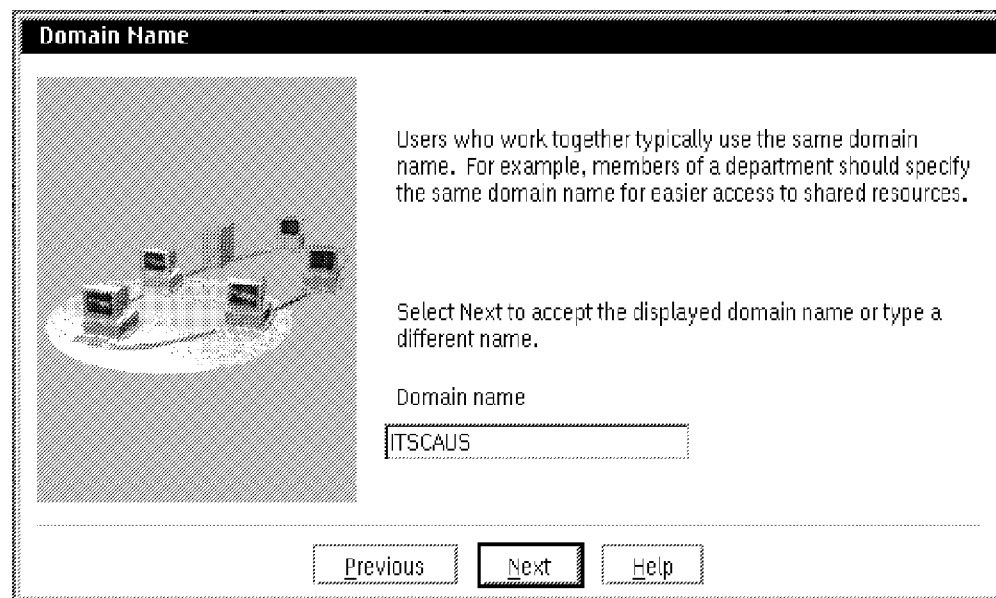 Domain Name
Users who work together typically use the same domain
name. For example, members of a department should specify
the same domain name for easier access to shared resources.
Select Next to accept the displayed domain name or type a
different name.
Domain name
ITSCAUS
Previous
Next
Help